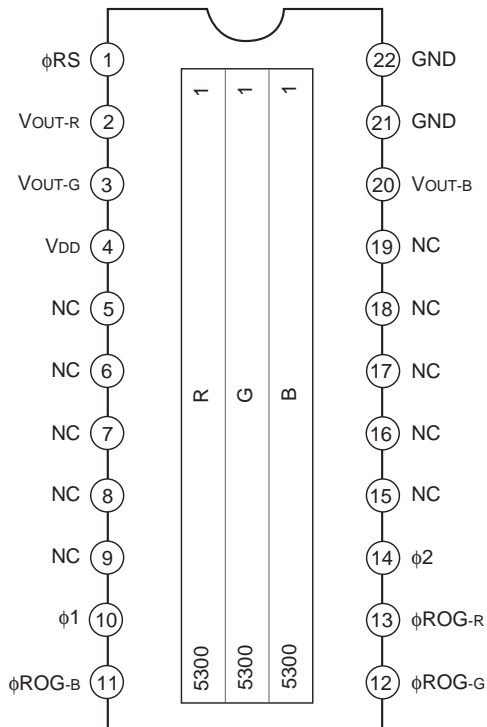 ϕRS 1 22 GND
VOUT-R 2 21 GND
VOUT-G 3 20 VOUT-B
VDD 4 19 NC
NC 5 18 NC
NC 6 17 NC
NC 7 16 NC
NC 8 15 NC
NC 9 14 ϕ2
ϕ1 10 13 ϕROG-R
ϕROG-B 11 12 ϕROG-G
1 1 1
R G B
5300 5300 5300